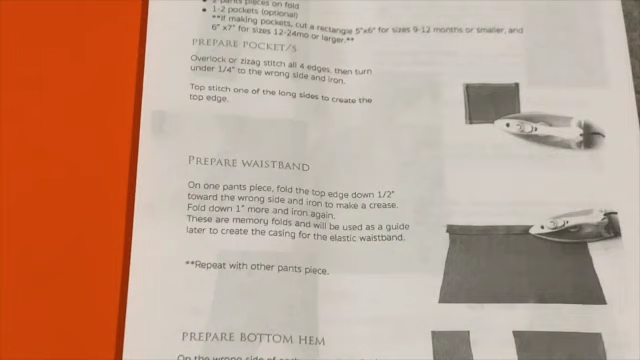 2 pants pieces on fold
1-2 pockets (optional)
**If making pockets, cut a rectangle 5"x6" for sizes 9-12 months or smaller, and
6" x7" for sizes 12-24mo or larger.**
PREPARE POCKET/S
Overlock or zizag stitch all 4 edges, then turn
under 1/4" to the wrong side and iron.
Top stitch one of the long sides to create the
top edge.
PREPARE WAISTBAND
On one pants piece, fold the top edge down 1/2"
toward the wrong side and iron to make a crease.
Fold down 1" more and iron again.
These are memory folds and will be used as a guide
later to create the casing for the elastic waistband.
**Repeat with other pants piece.
PREPARE BOTTOM HEM
On the wrong side of